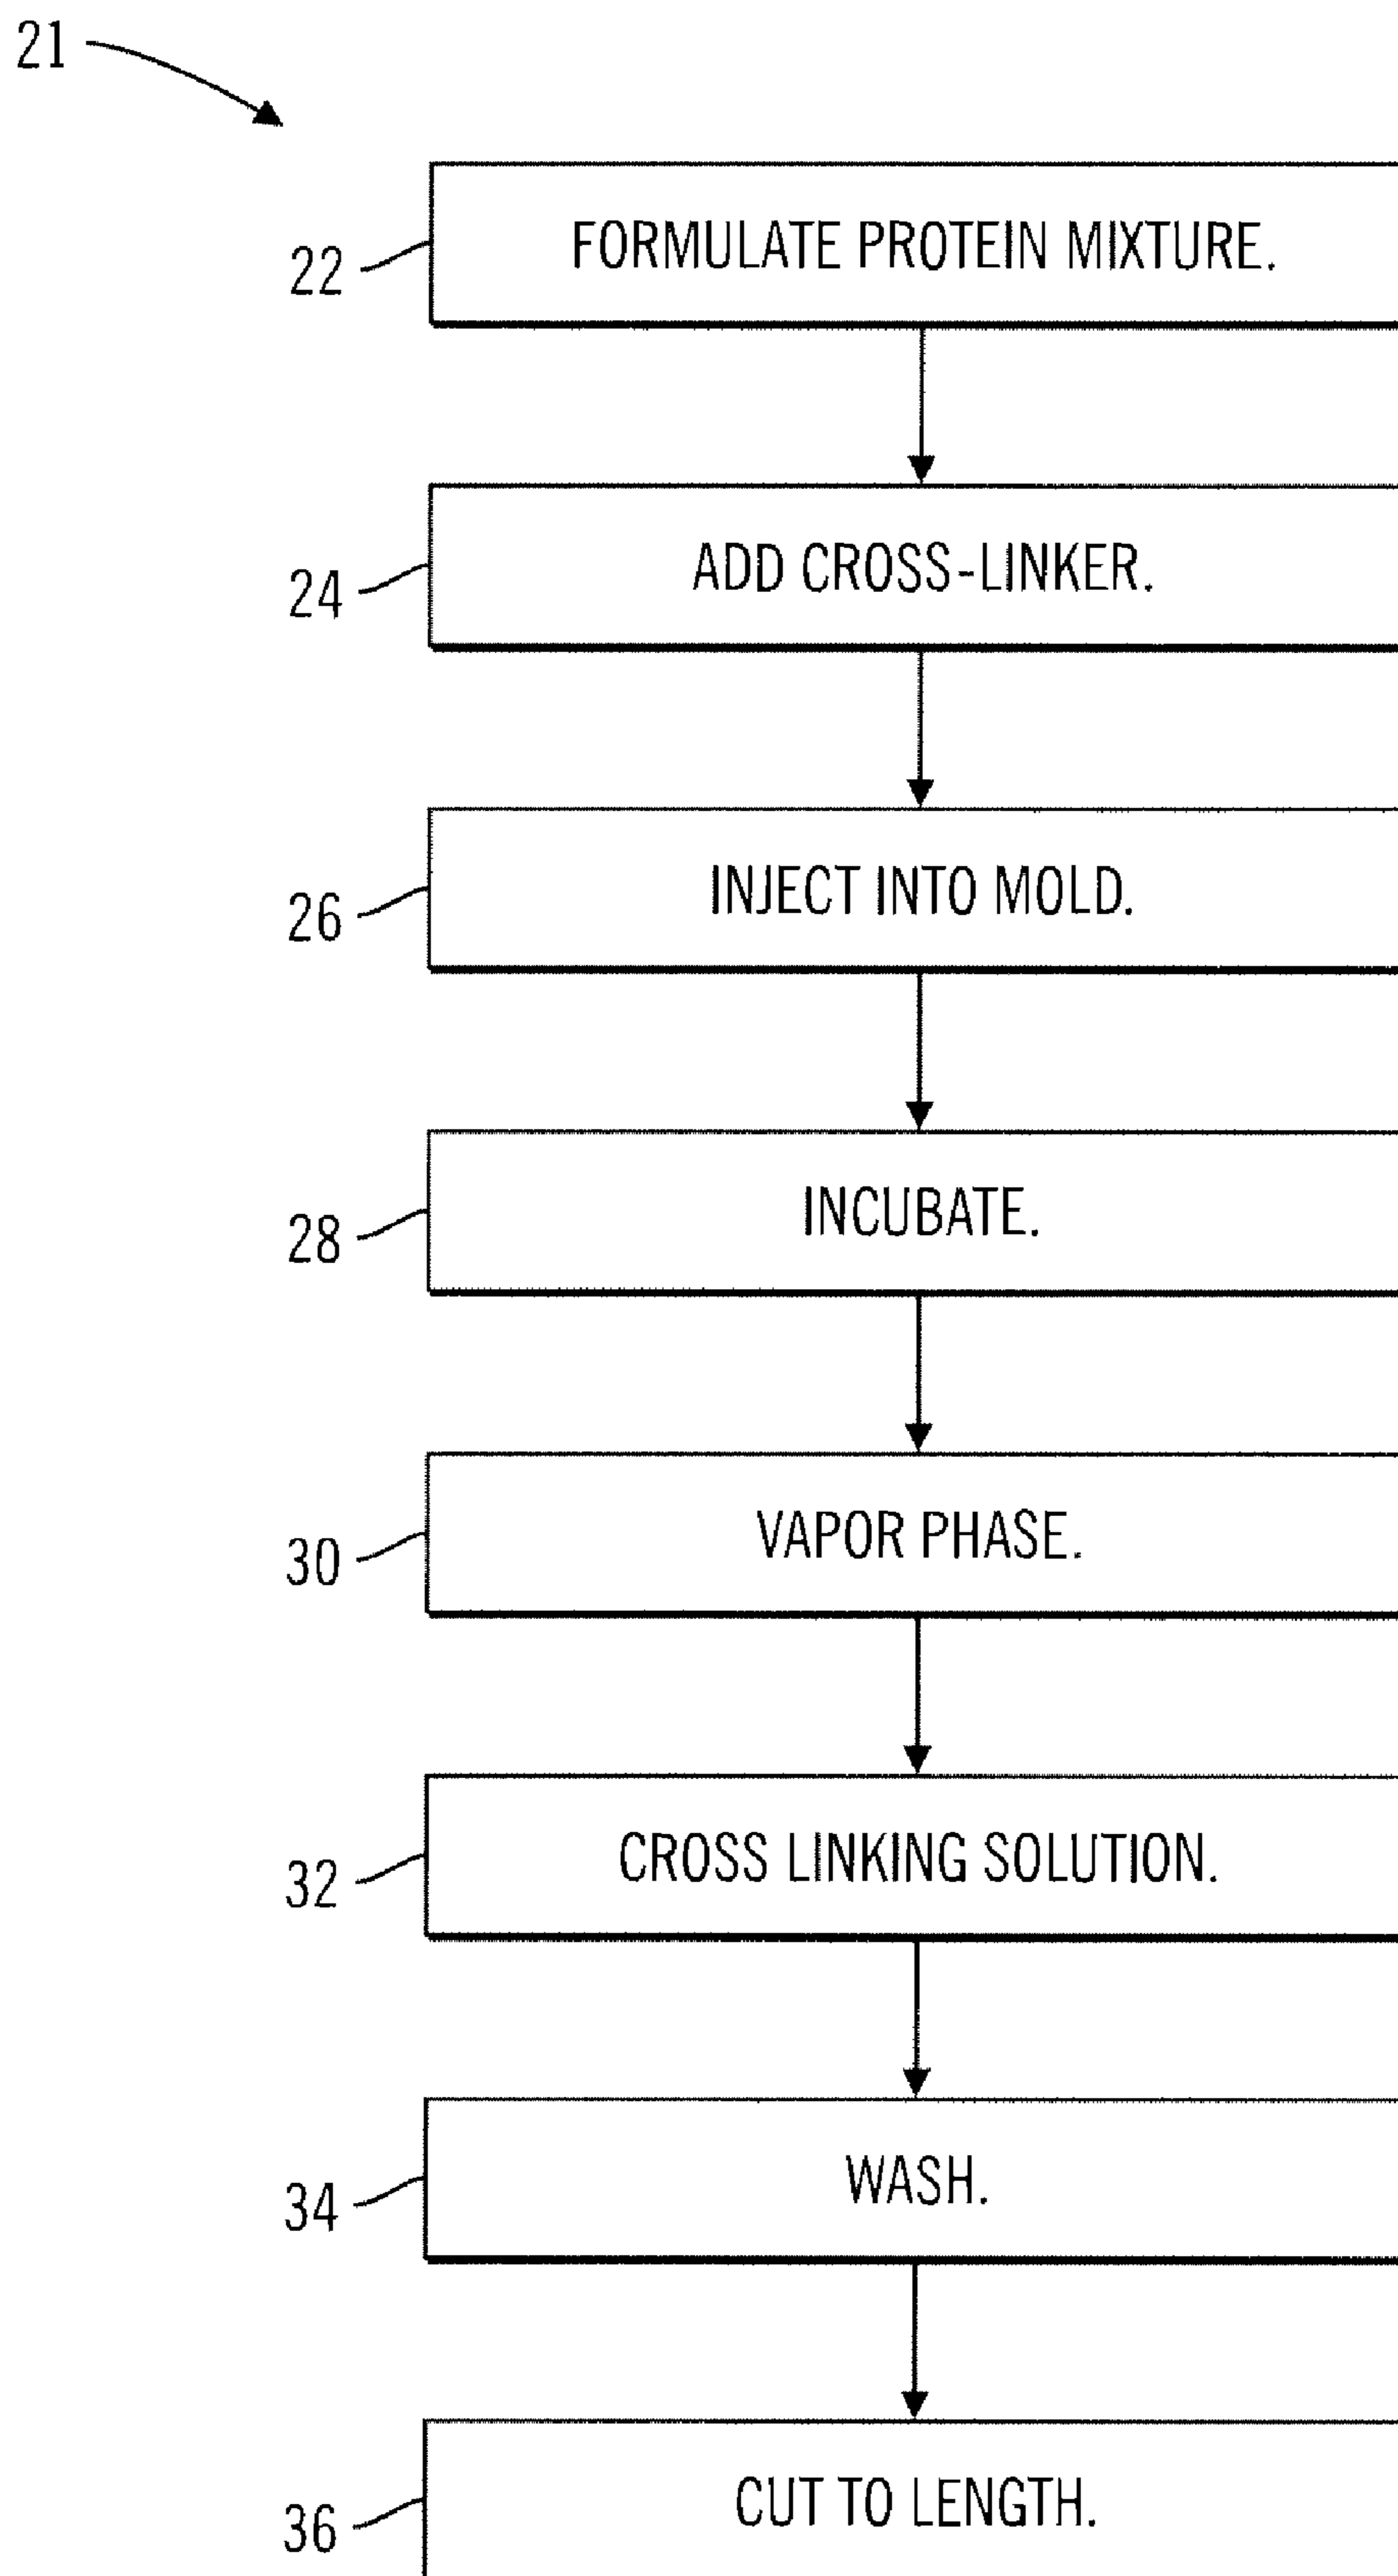 21
22 FORMULATE PROTEIN MIXTURE.
24 ADD CROSS-LINKER.
26 INJECT INTO MOLD.
28 INCUBATE.
30 VAPOR PHASE.
32 CROSS LINKING SOLUTION.
34 WASH.
36 CUT TO LENGTH.